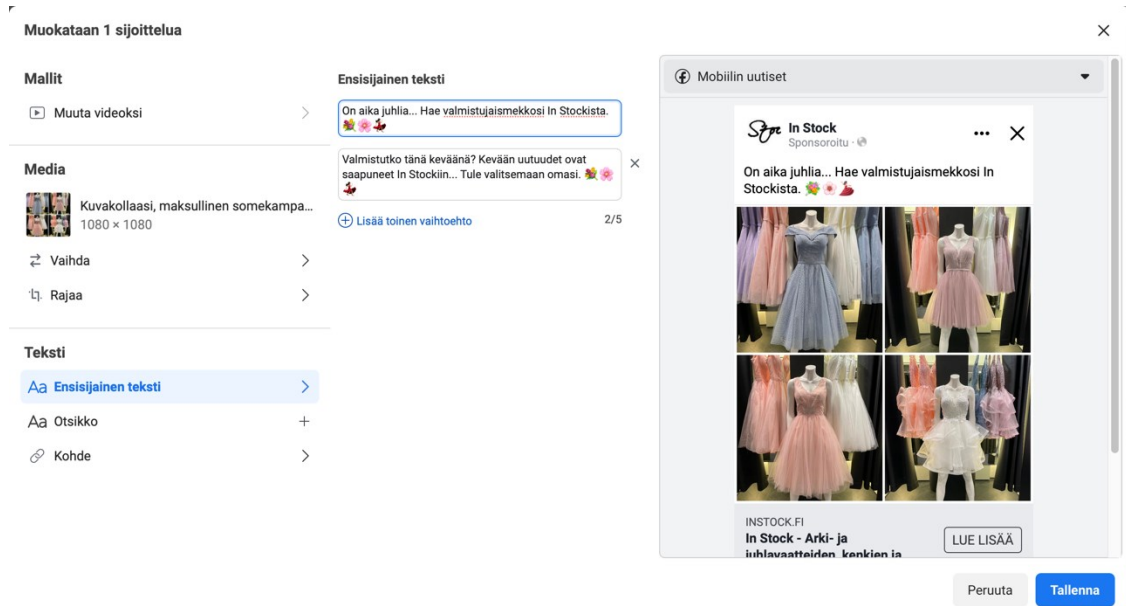 Muokataan 1 sijoittelua
Mallit
Muuta videoksi
Media
Kuvakollaasi, maksullinen somekampa...
1080 × 1080
Vaihda
Rajaa
Teksti
Aa Ensisijainen teksti
Aa Otsikko
Kohde
Ensisijainen teksti
On aika juhlia... Hae valmistujaismekkosi In Stockista.
💐🌸💃
Valmistutko tänä keväänä? Kevään uutuudet ovat
saapuneet In Stockiin... Tule valitsemaan omasi. 💐🌸
💃
Lisää toinen vaihtoehto
2/5
Mobiilin uutiset
In Stock
Sponsoroitu ·
On aika juhlia... Hae valmistujaismekkosi In
Stockista. 💐🌸💃
INSTOCK.FI
In Stock - Arki- ja
juhlavaatteiden, kenkien ja
LUE LISÄÄ
Peruuta
Tallenna